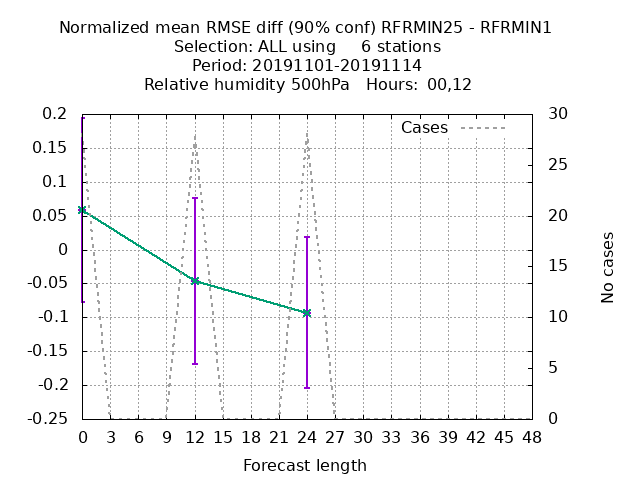 Normalized mean RMSE diff (90% conf) RFRMIN25 - RFRMIN1
Selection: ALL using     6 stations
Period: 20191101-20191114
Relative humidity 500hPa   Hours: 00,12
Cases
0.2
0.15
0.1
0.05
0
-0.05
-0.1
-0.15
-0.2
-0.25
30
25
20
15
10
5
0
No cases
0 3 6 9 12 15 18 21 24 27 30 33 36 39 42 45 48
Forecast length